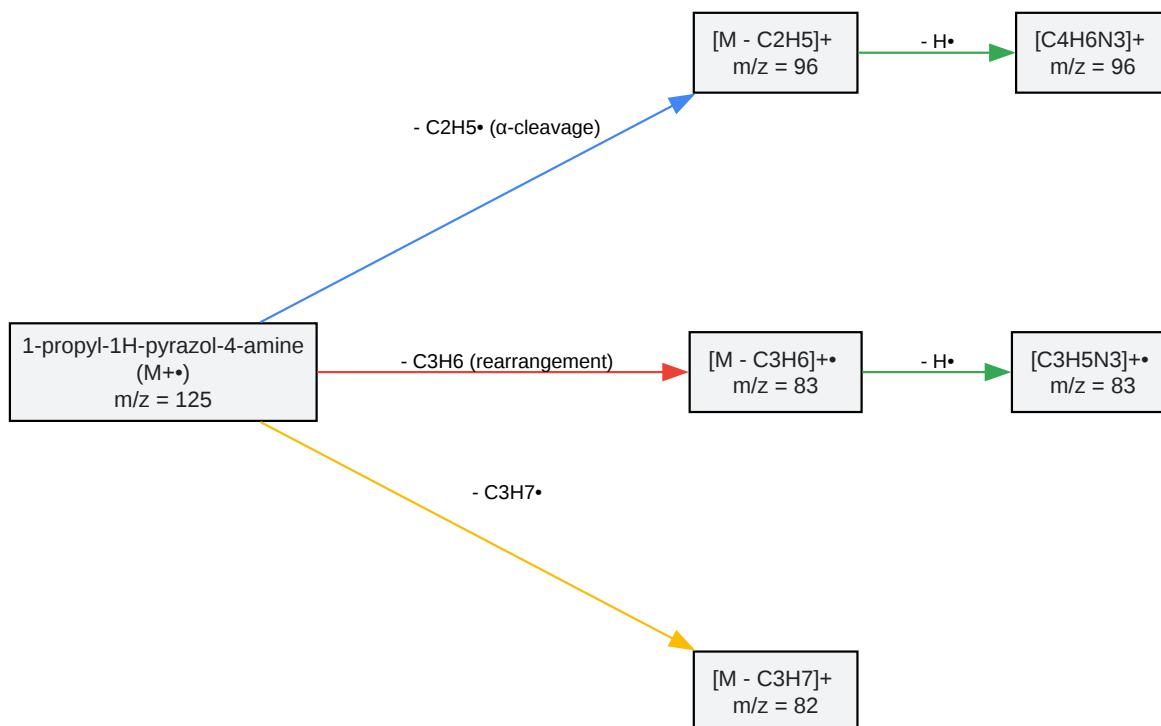 [M - C2H5]+
m/z = 96
- H•
[C4H6N3]+
m/z = 96
- C2H5• (α-cleavage)
1-propyl-1H-pyrazol-4-amine
(M+•)
m/z = 125
- C3H6 (rearrangement)
[M - C3H6]+•
m/z = 83
- H•
[C3H5N3]+•
m/z = 83
- C3H7•
[M - C3H7]+
m/z = 82